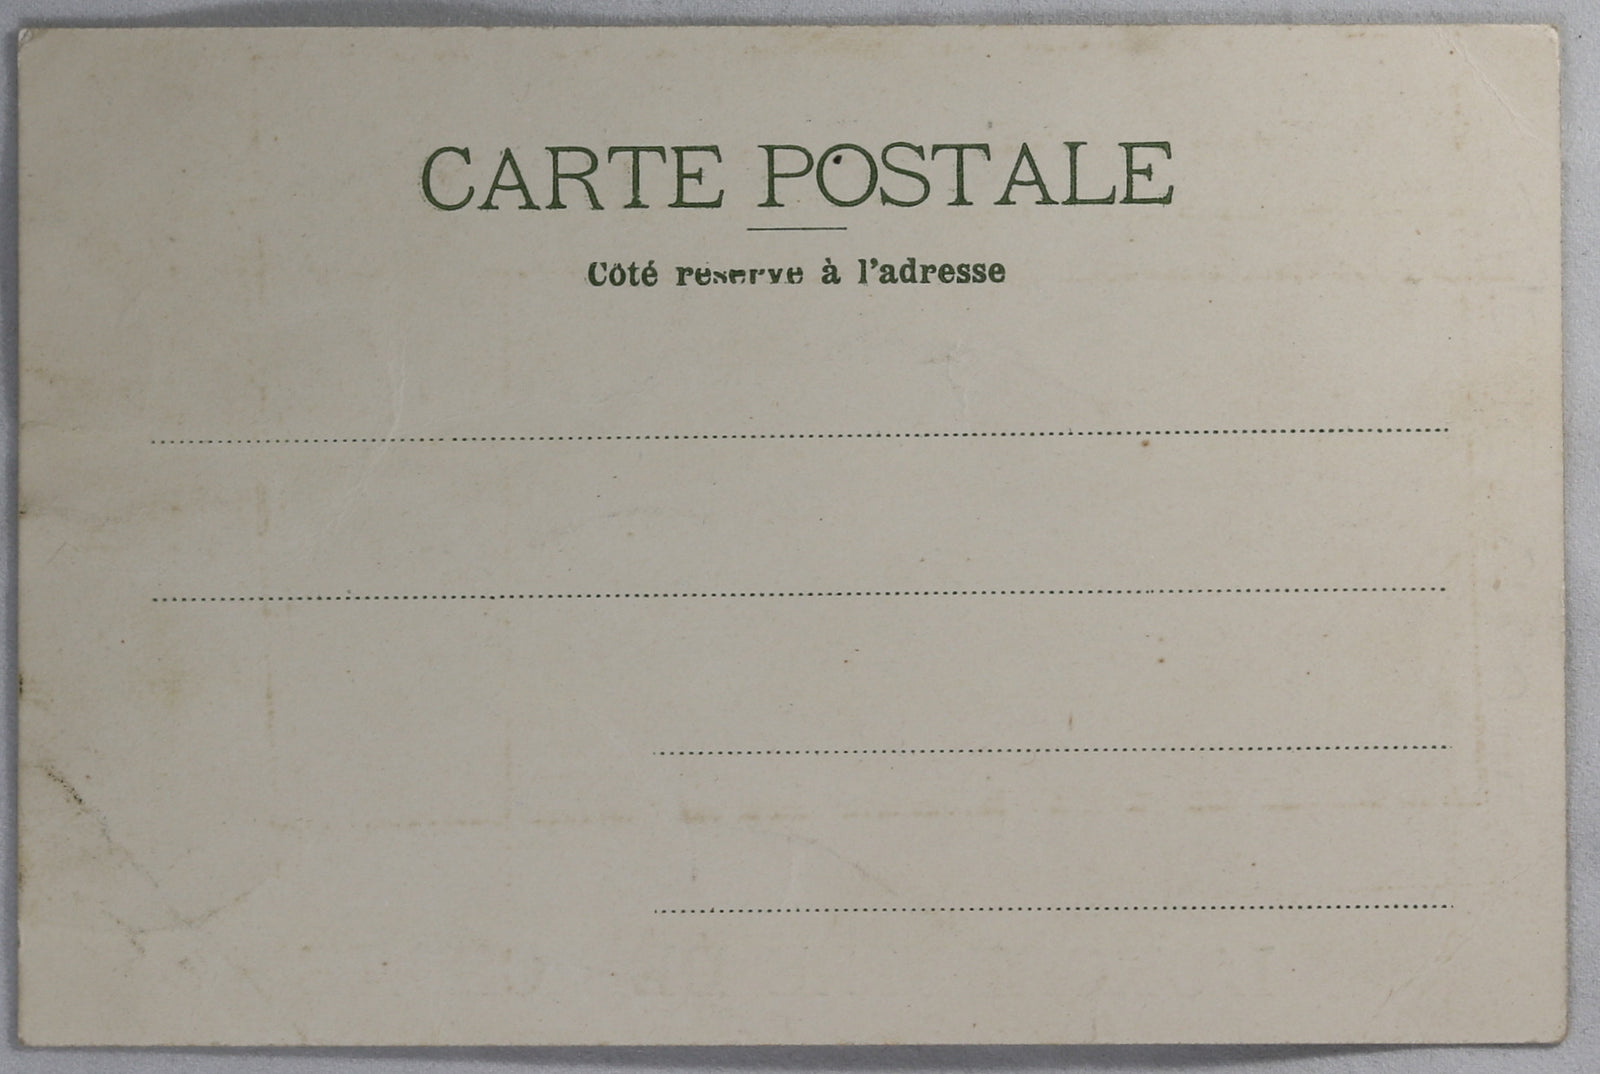 CARTE POSTALE
Côté reserve à l'adresse